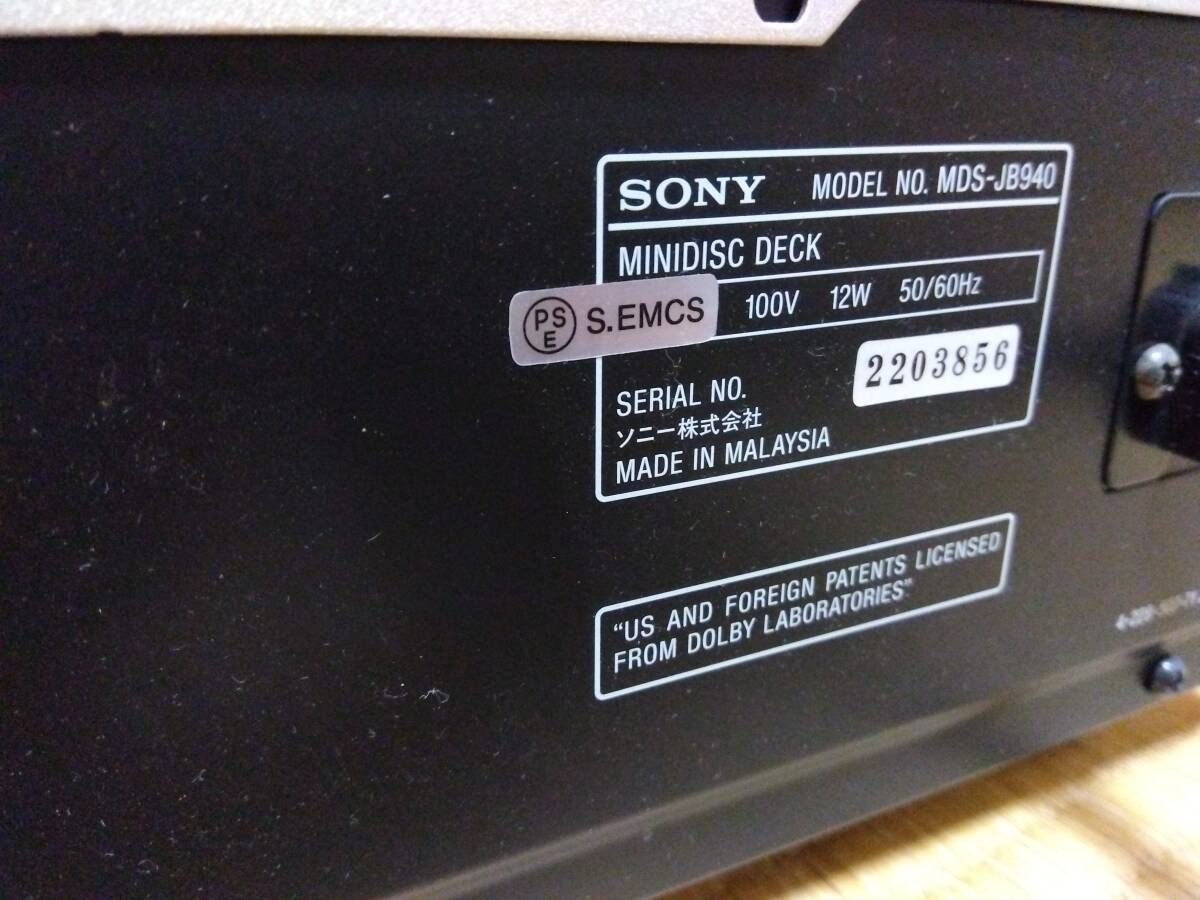 SONY MODEL NO. MDS-JB940
MINIDISC DECK
PSE S.EMCS 100V 12W 50/60Hz
SERIAL NO. 2203856
ソニー株式会社
MADE IN MALAYSIA
“US AND FOREIGN PATENTS LICENSED
FROM DOLBY LABORATORIES”